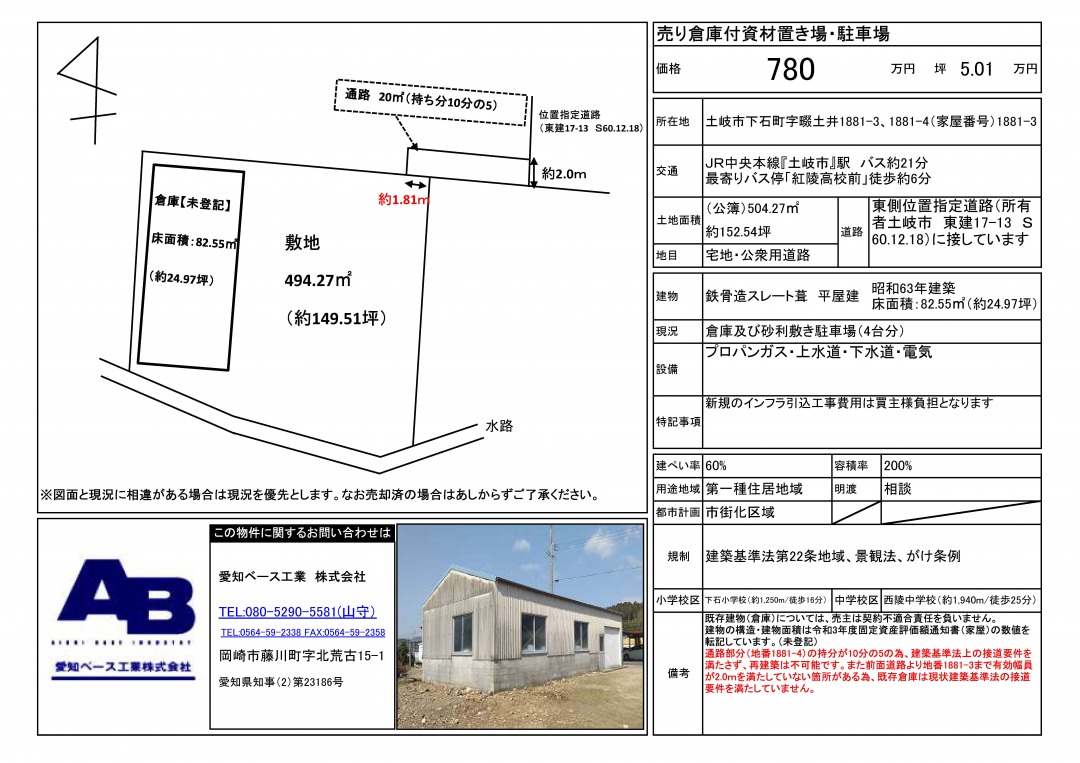 売り倉庫付資材置き場・駐車場
価格 780 万円 坪 5.01 万円
所在地 土岐市下石町字畷土井1881-3、1881-4(家屋番号)1881-3
交通 JR中央本線『土岐市』駅 バス約21分
最寄りバス停「紅陵高校前」徒歩約6分
土地面積 (公簿)504.27㎡
約152.54坪
道路 東側位置指定道路(所有
者土岐市 東建17-13 S
60.12.18)に接しています
地目 宅地・公衆用道路
建物 鉄骨造スレート葺 平屋建 昭和63年建築
床面積:82.55㎡(約24.97坪)
現況 倉庫及び砂利敷き駐車場(4台分)
設備 プロパンガス・上水道・下水道・電気
特記事項 新規のインフラ引込工事費用は買主様負担となります
建ぺい率 60% 容積率 200%
用途地域 第一種住居地域 明渡 相談
都市計画 市街化区域
規制 建築基準法第22条地域、景観法、がけ条例
小学校区 下石小学校(約1,250m/徒歩16分) 中学校区 西陵中学校(約1,940m/徒歩25分)
備考 既存建物(倉庫)については、売主は契約不適合責任を負いません。
建物の構造・建物面積は令和3年度固定資産評価額通知書(家屋)の数値を
転記しています。(未登記)
通路部分(地番1881-4)の持分が10分の5の為、建築基準法上の接道要件を
満たさず、再建築は不可能です。また前面道路より地番1881-3まで有効幅員
が2.0mを満たしていない箇所がある為、既存倉庫は現状建築基準法の接道
要件を満たしていません。
通路 20㎡(持ち分10分の5)
位置指定道路
(東建17-13 S60.12.18)
約2.0m
約1.81m
倉庫【未登記】
床面積:82.55㎡
(約24.97坪)
敷地
494.27㎡
(約149.51坪)
水路
※図面と現況に相違がある場合は現況を優先とします。なお売却済の場合はあしからずご了承ください。
AB
AICHI BASE INDUSTRY
愛知ベース工業株式会社
この物件に関するお問い合わせは
愛知ベース工業 株式会社
TEL:080-5290-5581(山守)
TEL:0564-59-2338 FAX:0564-59-2358
岡崎市藤川町字北荒古15-1
愛知県知事(2)第23186号